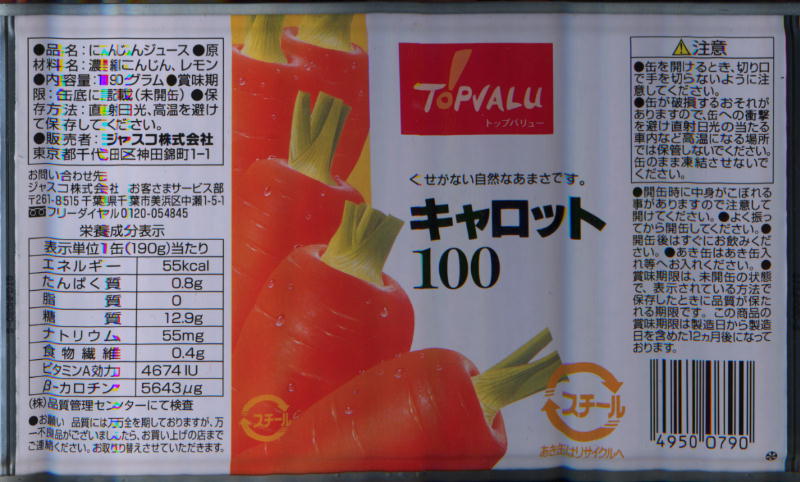 ●品名：にんじんジュース ●原
材料名：濃縮にんじん、レモン
●内容量：190グラム ●賞味期
限：缶底に記載（未開缶）●保
存方法：直射日光、高温を避け
て保存してください。
●販売者：ジャスコ株式会社
東京都千代田区神田錦町1-1
お問い合わせ先
ジャスコ株式会社 お客さまサービス部
〒261-8515 千葉県千葉市美浜区中瀬1-5-1
フリーダイヤル0120-054845
栄養成分表示
表示単位1缶(190g)当たり
エネルギー 55kcal
たんぱく質 0.8g
脂質 0
糖質 12.9g
ナトリウム 55mg
食物繊維 0.4g
ビタミンA効力 4674IU
β-カロチン 5643μg
(株)品質管理センターにて検査
●お願い 品質には万全を期しておりますが、万
一不良品がございましたら、お買い上げの店まで
ご連絡ください。お取り替えさせていただきます。
スチール
TOPVALU
トップバリュー
くせがない自然なあまさです。
キャロット
100
スチール
あき缶はリサイクルへ
⚠注意
●缶を開けるとき、切り口
で手を切らないように注
意してください。
●缶が破損するおそれが
ありますので、缶への衝撃
を避け直射日光の当たる
車内など高温になる場所
では保管しないでください。
缶のまま凍結させないで
ください。
●開缶時に中身がこぼれる
事がありますので注意して
開けてください。●よく振っ
てから開缶してください。●
開缶後はすぐにお飲みくだ
さい。●あき缶はあき缶入
れ等へお入れください。●
賞味期限は、未開缶の状態
で、表示されている方法で
保存したときに品質が保た
れる期限です。この商品の
賞味期限は製造日から製造
日を含めた12カ月後になって
おります。
4950 0790